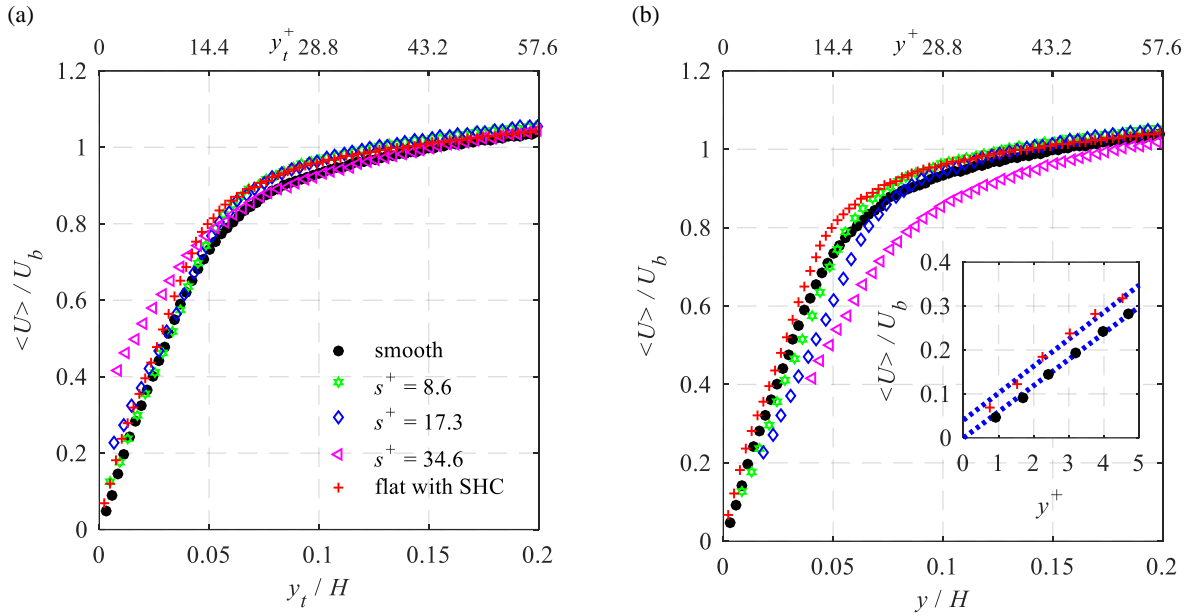 (a)
0 14.4 y_t^+ 28.8 43.2 57.6
1.2
1
0.8
0.6
0.4
0.2
0
<U> / U_b
smooth
s^+ = 8.6
s^+ = 17.3
s^+ = 34.6
flat with SHC
0 0.05 0.1 0.15 0.2
y_t / H
(b)
0 14.4 y^+ 28.8 43.2 57.6
1.2
1
0.8
0.6
0.4
0.2
0
<U> / U_b
0.4
0.3
0.2
0.1
0
<U> / U_b
0 1 2 3 4 5
y^+
0 0.05 0.1 0.15 0.2
y / H